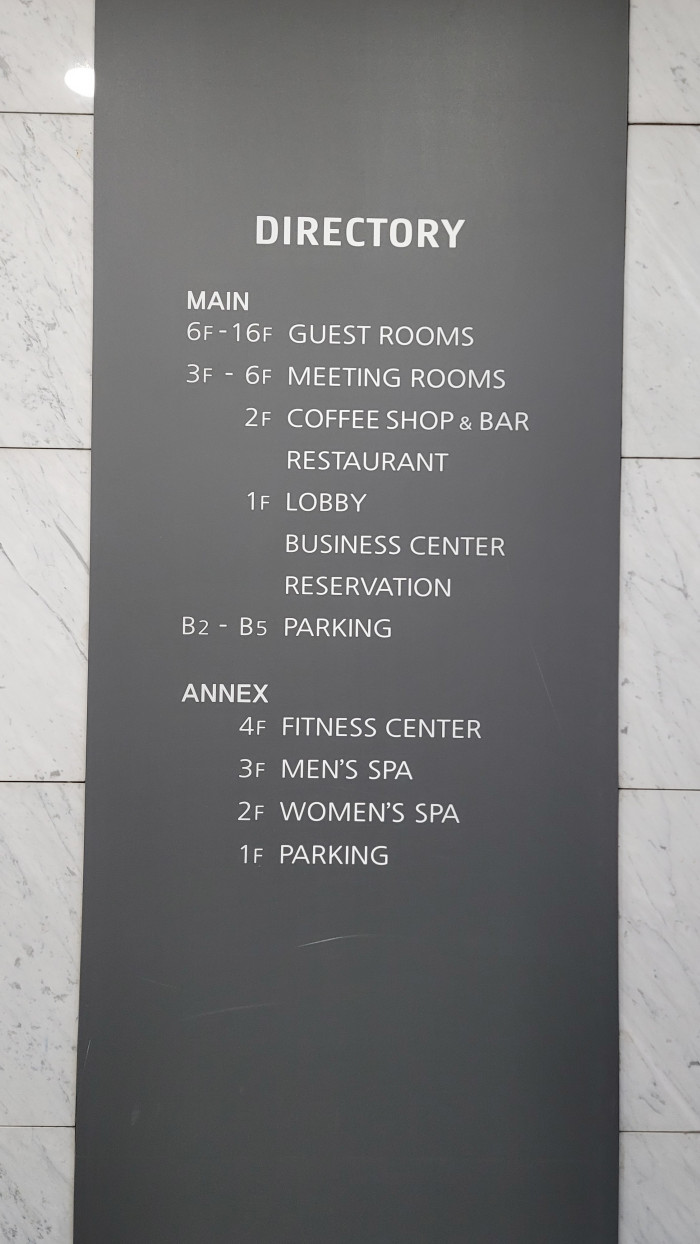 DIRECTORY
MAIN
6F-16F GUEST ROOMS
3F - 6F MEETING ROOMS
2F COFFEE SHOP & BAR
RESTAURANT
1F LOBBY
BUSINESS CENTER
RESERVATION
B2 - B5 PARKING
ANNEX
4F FITNESS CENTER
3F MEN'S SPA
2F WOMEN'S SPA
1F PARKING